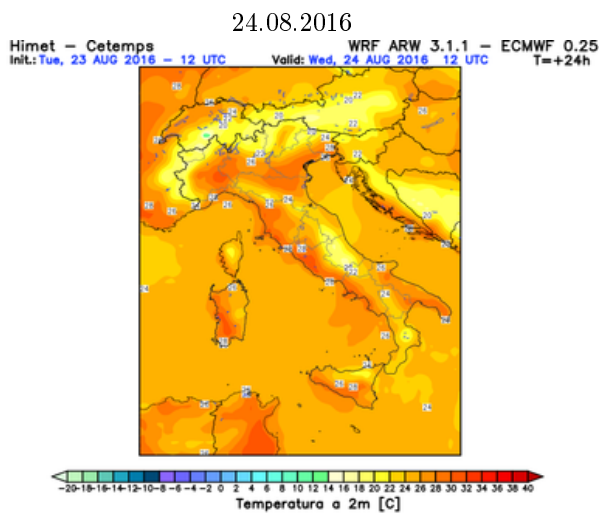 24.08.2016
Himet – Cetemps WRF ARW 3.1.1 – ECMWF 0.25
Init.: Tue, 23 AUG 2016 – 12 UTC Valid: Wed, 24 AUG 2016 12 UTC T=+24h
-20-18-16-14-12-10-8 -6 -4 -2 0 2 4 6 8 10 12 14 16 18 20 22 24 26 28 30 32 34 36 38 40
Temperatura a 2m [C]